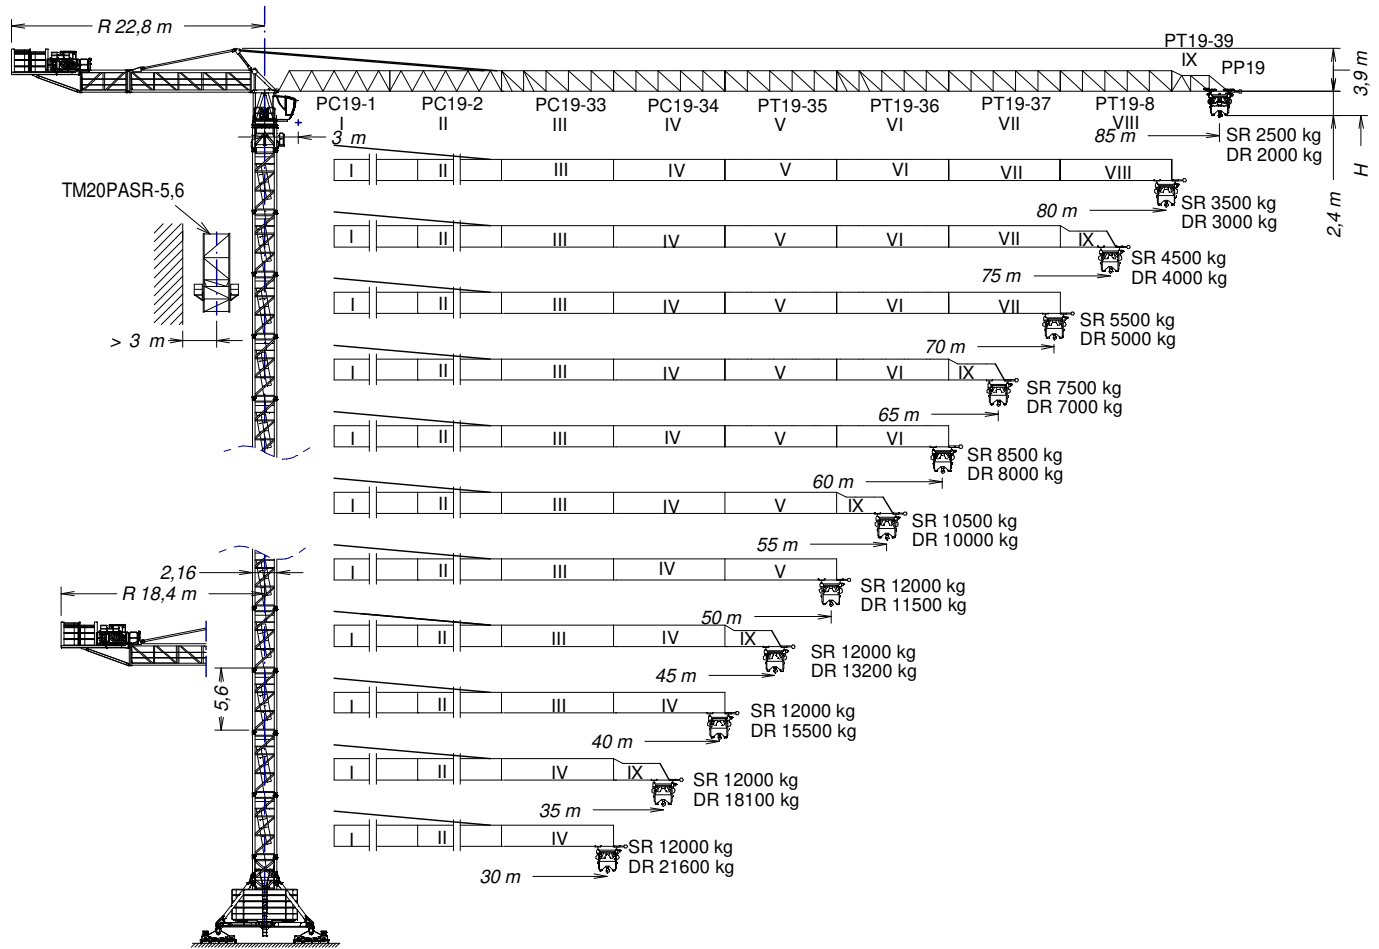 R 22,8 m
PT19-39
IX
PP19
3,9 m
PC19-1
PC19-2
PC19-33
PC19-34
PT19-35
PT19-36
PT19-37
PT19-8
I
II
III
IV
V
VI
VII
VIII
3 m
85 m
SR 2500 kg
DR 2000 kg
H
2,4 m
I
II
III
IV
V
VI
VII
VIII
TM20PASR-5,6
80 m
SR 3500 kg
DR 3000 kg
I
II
III
IV
V
VI
VII
IX
75 m
SR 4500 kg
DR 4000 kg
I
II
III
IV
V
VI
VII
> 3 m
70 m
SR 5500 kg
DR 5000 kg
I
II
III
IV
V
VI
IX
65 m
SR 7500 kg
DR 7000 kg
I
II
III
IV
V
VI
60 m
SR 8500 kg
DR 8000 kg
I
II
III
IV
V
IX
55 m
SR 10500 kg
DR 10000 kg
I
II
III
IV
V
2,16
R 18,4 m
50 m
SR 12000 kg
DR 11500 kg
I
II
III
IV
IX
45 m
SR 12000 kg
DR 13200 kg
5,6
I
II
III
IV
40 m
SR 12000 kg
DR 15500 kg
I
II
IV
IX
35 m
SR 12000 kg
DR 18100 kg
I
II
IV
30 m
SR 12000 kg
DR 21600 kg